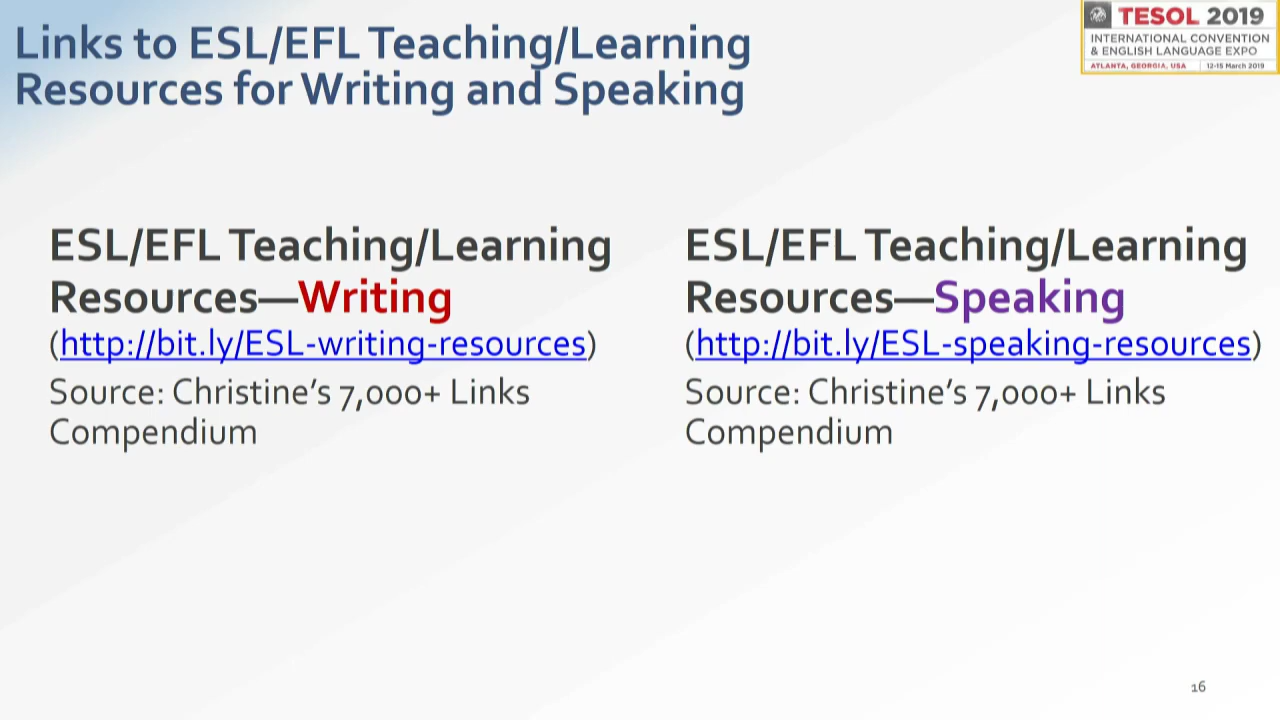 Links to ESL/EFL Teaching/Learning
Resources for Writing and Speaking
TESOL 2019
INTERNATIONAL CONVENTION
& ENGLISH LANGUAGE EXPO
ATLANTA, GEORGIA, USA 12-15 March 2019
ESL/EFL Teaching/Learning
Resources—Writing
(http://bit.ly/ESL-writing-resources)
Source: Christine’s 7,000+ Links
Compendium
ESL/EFL Teaching/Learning
Resources—Speaking
(http://bit.ly/ESL-speaking-resources)
Source: Christine’s 7,000+ Links
Compendium
16